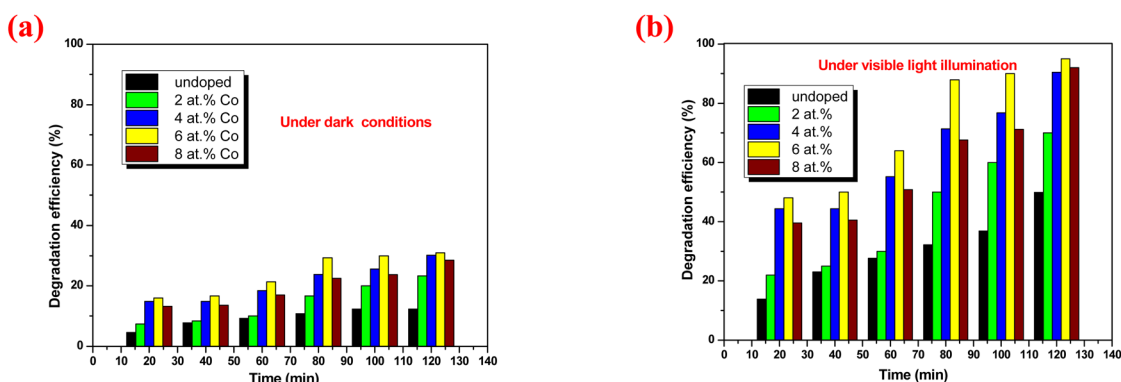 (a)
100
80
60
40
20
0
Degradation efficiency (%)
undoped
2 at.% Co
4 at.% Co
6 at.% Co
8 at.% Co
Under dark conditions
0 10 20 30 40 50 60 70 80 90 100 110 120 130 140
Time (min)
(b)
100
80
60
40
20
0
Degradation efficiency (%)
Under visible light illumination
undoped
2 at.%
4 at.%
6 at.%
8 at.%
0 10 20 30 40 50 60 70 80 90 100 110 120 130 140
Time (min)